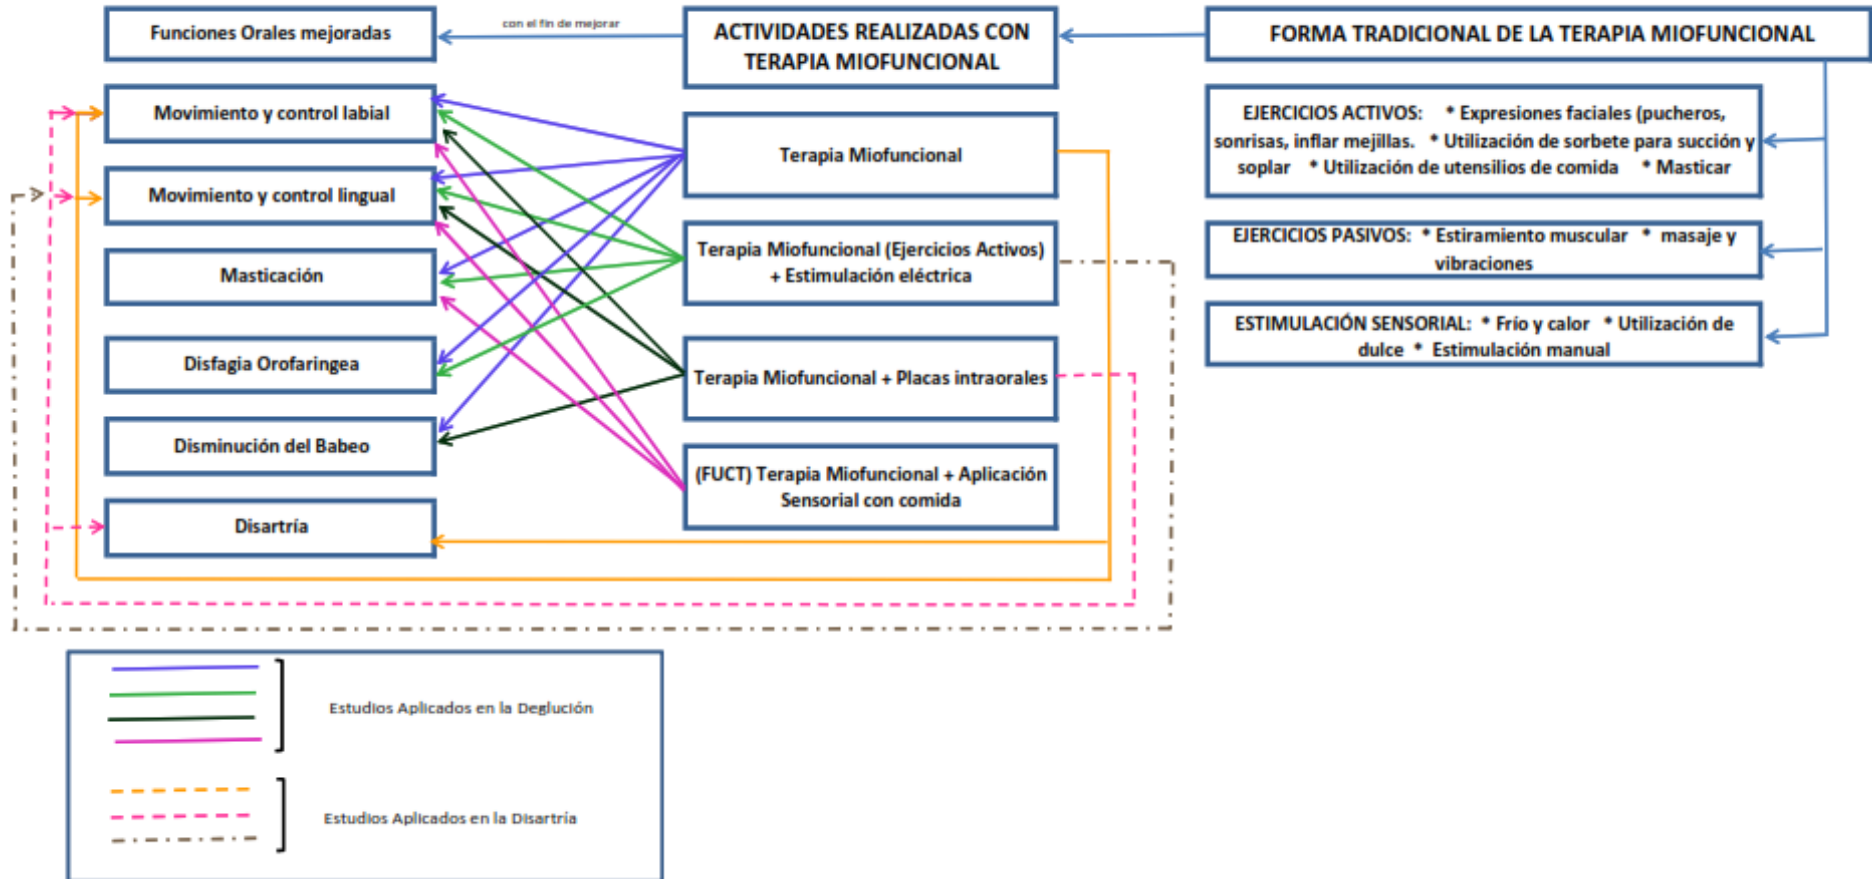 Funciones Orales mejoradas
con el fin de mejorar
ACTIVIDADES REALIZADAS CON
TERAPIA MIOFUNCIONAL
FORMA TRADICIONAL DE LA TERAPIA MIOFUNCIONAL
Movimiento y control labial
Movimiento y control lingual
Masticación
Disfagia Orofaringea
Disminución del Babeo
Disartría
Terapia Miofuncional
Terapia Miofuncional (Ejercicios Activos)
+ Estimulación eléctrica
Terapia Miofuncional + Placas intraorales
(FUCT) Terapia Miofuncional + Aplicación
Sensorial con comida
EJERCICIOS ACTIVOS: * Expresiones faciales (pucheros,
sonrisas, inflar mejillas. * Utilización de sorbete para succión y
soplar * Utilización de utensilios de comida * Masticar
EJERCICIOS PASIVOS: * Estiramiento muscular * masaje y
vibraciones
ESTIMULACIÓN SENSORIAL: * Frío y calor * Utilización de
dulce * Estimulación manual
Estudios Aplicados en la Deglución
Estudios Aplicados en la Disartría